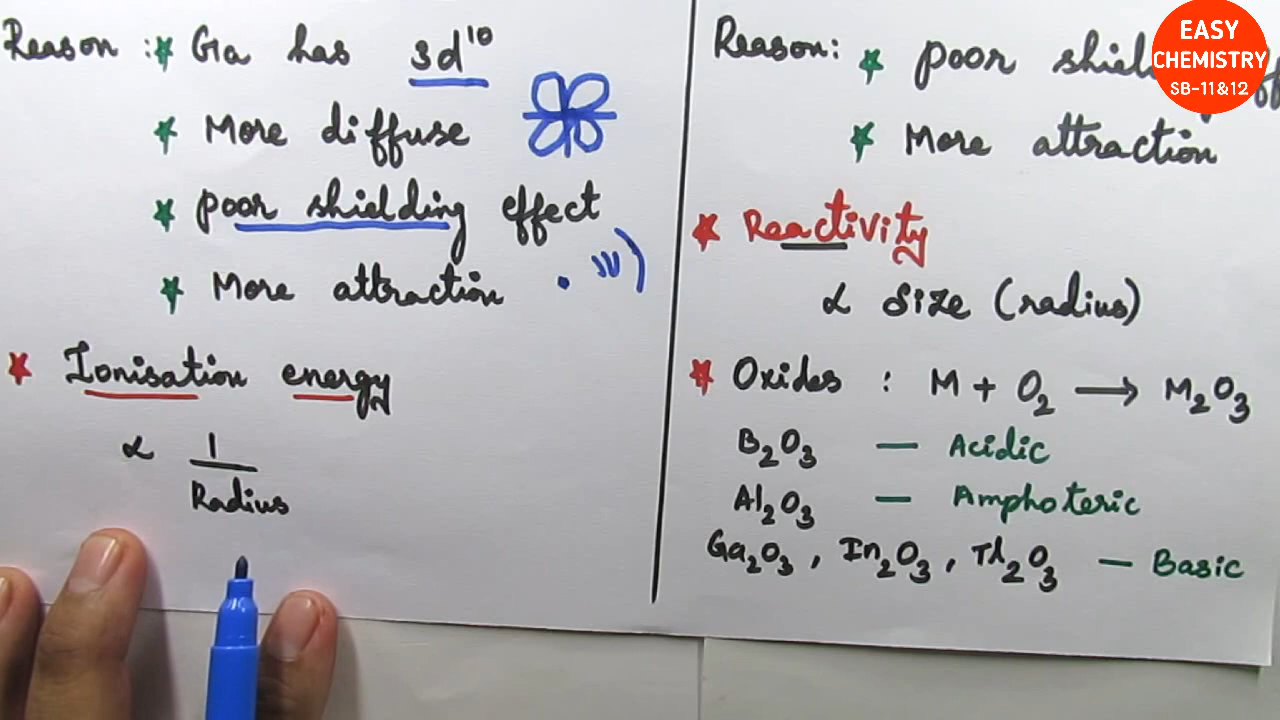 Reason : ★ Ga has 3d¹⁰
★ More diffuse
★ poor shielding effect
★ More attraction
★ Ionisation energy
∝ 1
Radius
Reason: ★ poor
★ More attraction
★ Reactivity
∝ Size (radius)
★ Oxides : M + O₂ → M₂O₃
B₂O₃ — Acidic
Al₂O₃ — Amphoteric
Ga₂O₃ , In₂O₃ , Tl₂O₃ — Basic
EASY
CHEMISTRY
SB-11&12